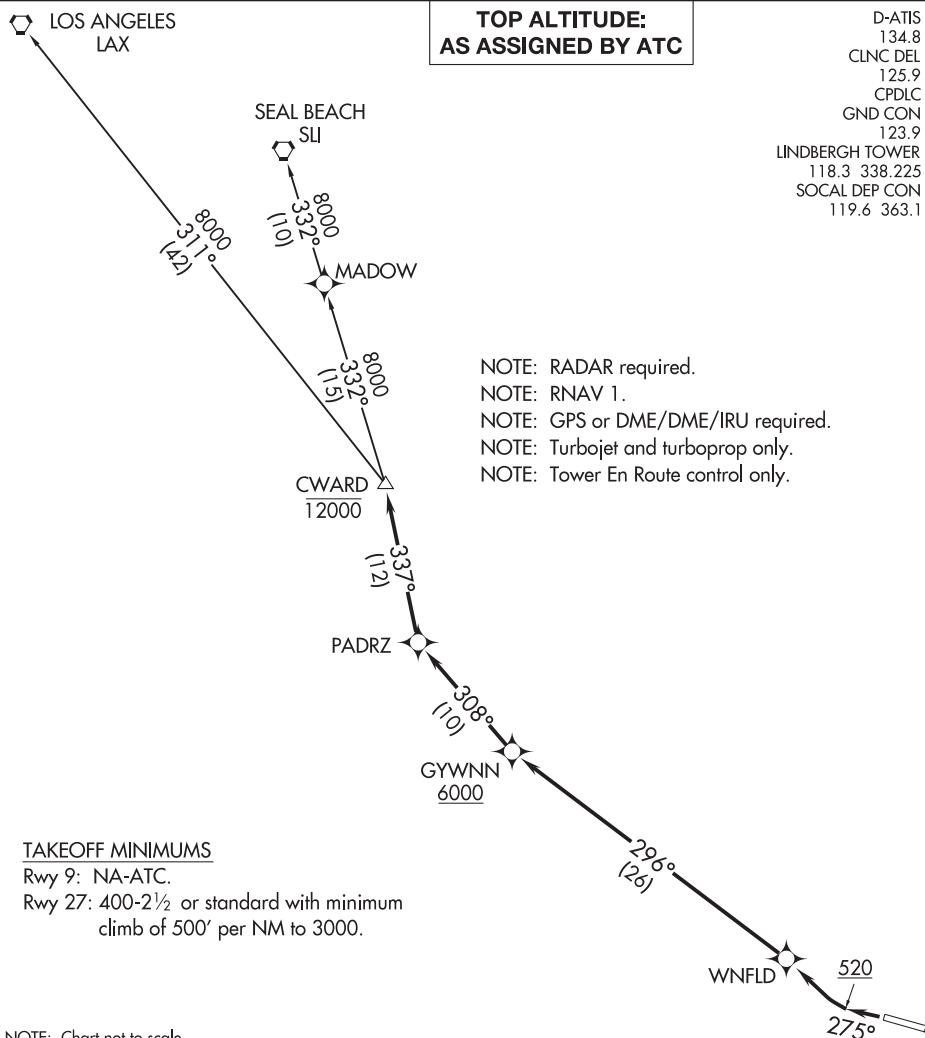 LOS ANGELES
LAX
TOP ALTITUDE:
AS ASSIGNED BY ATC
D-ATIS
134.8
CLNC DEL
125.9
CPDLC
GND CON
123.9
LINDBERGH TOWER
118.3 338.225
SOCAL DEP CON
119.6 363.1
SEAL BEACH
SLI
8000
332°
(10)
8000
311°
(42)
MADOW
8000
332°
(15)
NOTE: RADAR required.
NOTE: RNAV 1.
NOTE: GPS or DME/DME/IRU required.
NOTE: Turbojet and turboprop only.
NOTE: Tower En Route control only.
CWARD
12000
337°
(12)
PADRZ
308°
(10)
GYWNN
6000
296°
(26)
TAKEOFF MINIMUMS
Rwy 9: NA-ATC.
Rwy 27: 400-2½ or standard with minimum
climb of 500' per NM to 3000.
WNFLD
520
275°
NOTE: Chart not to scale